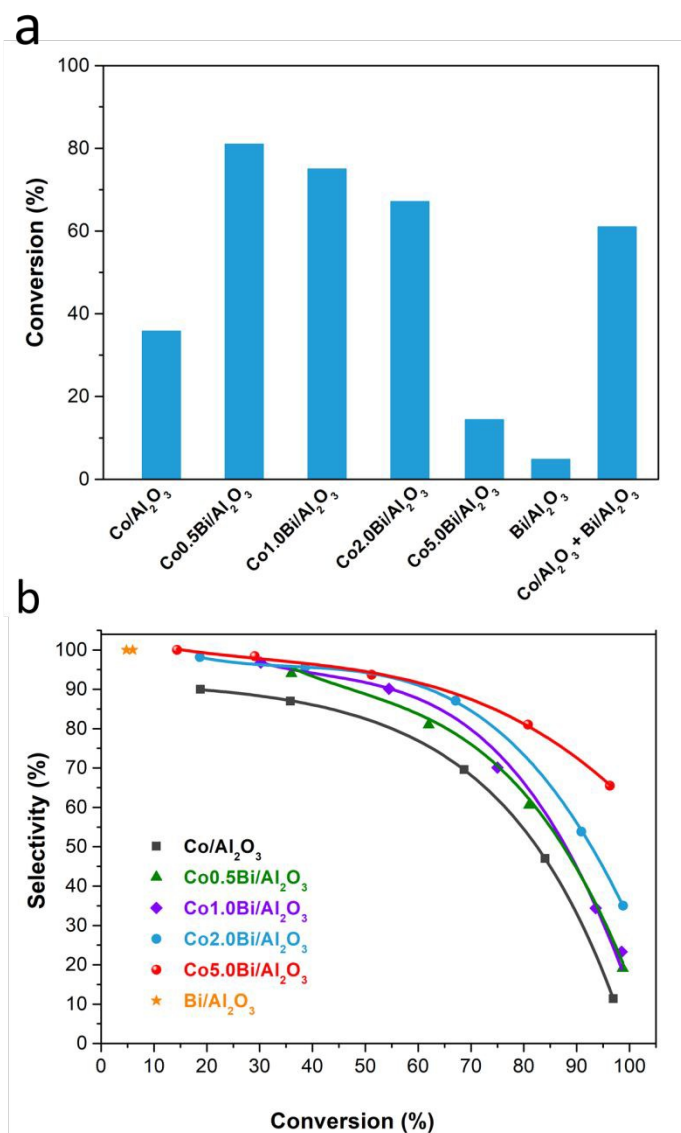 a
100
80
60
40
20
0
Conversion (%)
Co/Al₂O₃
Co0.5Bi/Al₂O₃
Co1.0Bi/Al₂O₃
Co2.0Bi/Al₂O₃
Co5.0Bi/Al₂O₃
Bi/Al₂O₃
Co/Al₂O₃ + Bi/Al₂O₃
b
100
90
80
70
60
50
40
30
20
10
0
Selectivity (%)
Co/Al₂O₃
Co0.5Bi/Al₂O₃
Co1.0Bi/Al₂O₃
Co2.0Bi/Al₂O₃
Co5.0Bi/Al₂O₃
Bi/Al₂O₃
0 10 20 30 40 50 60 70 80 90 100
Conversion (%)